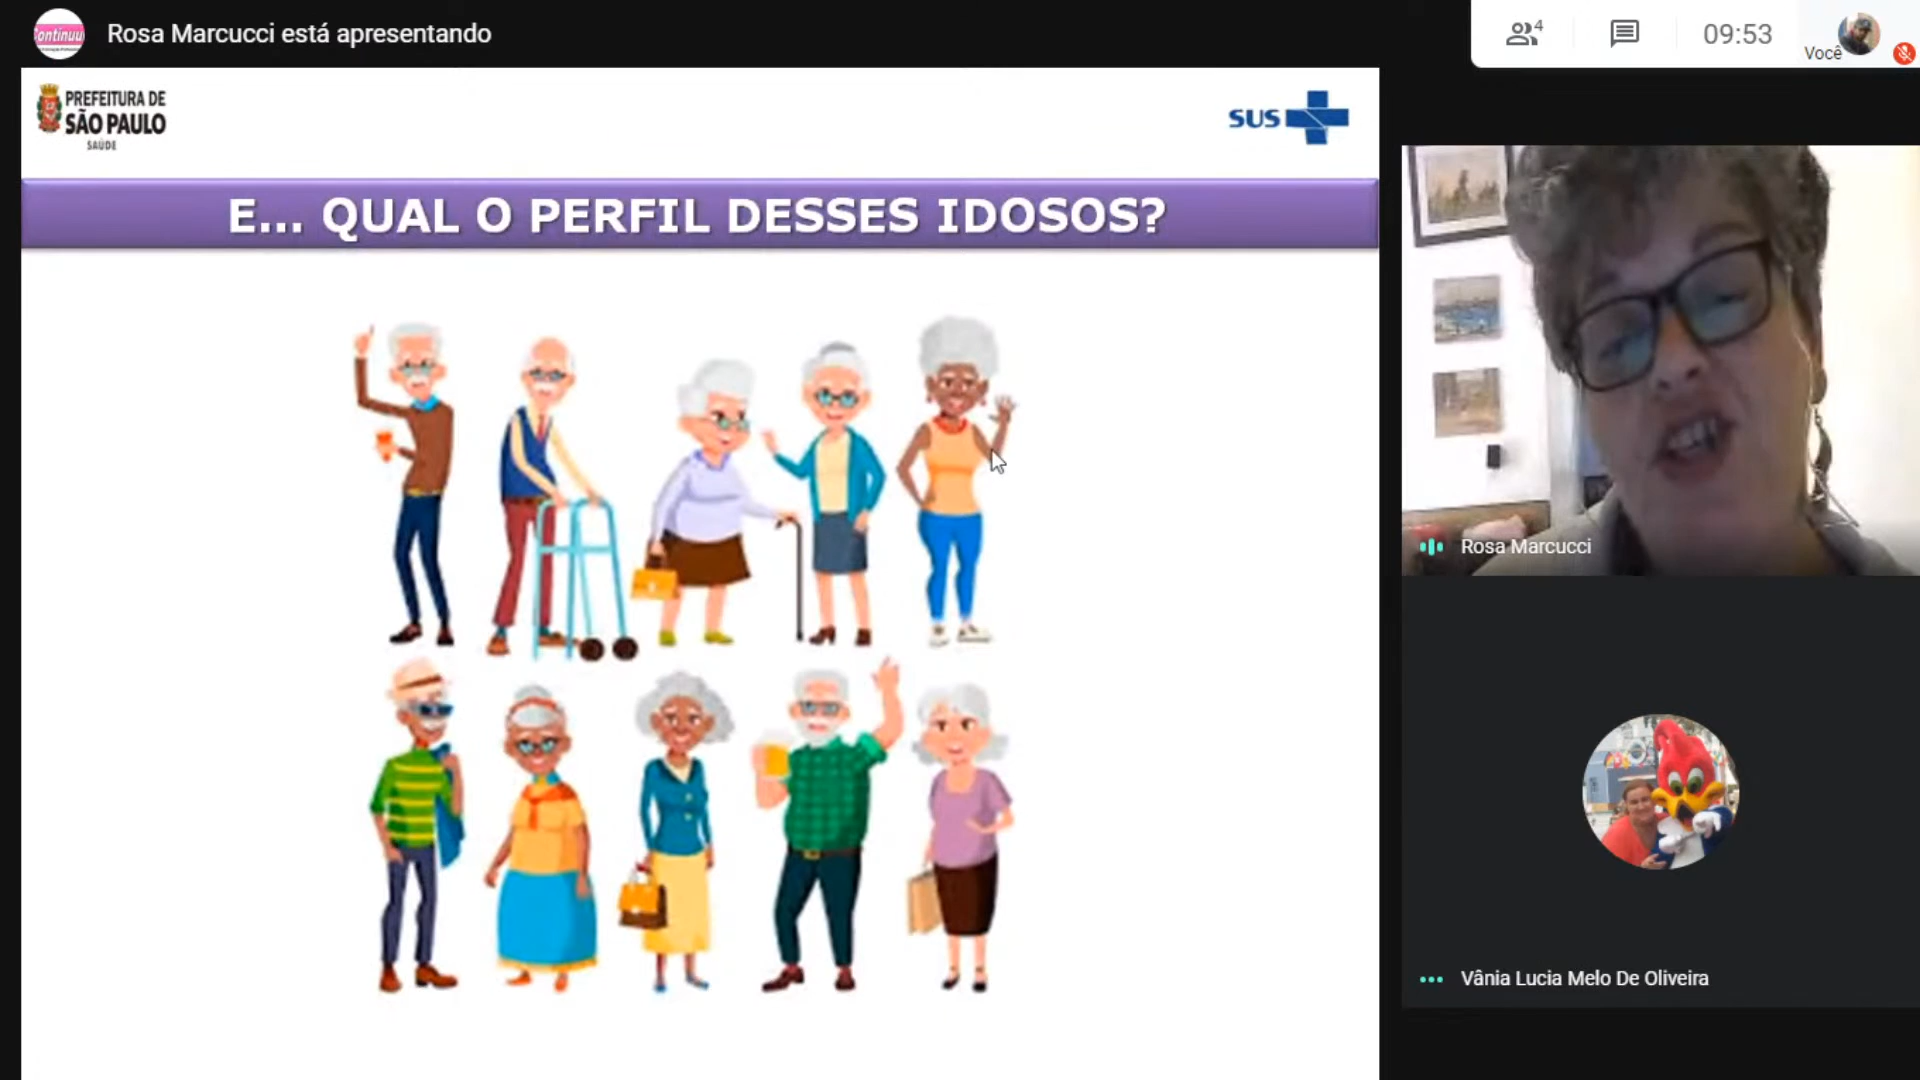 Continuu
Rosa Marcucci está apresentando
4
09:53
Você
PREFEITURA DE
SÃO PAULO
SAÚDE
SUS
E... QUAL O PERFIL DESSES IDOSOS?
Rosa Marcucci
Vânia Lucia Melo De Oliveira